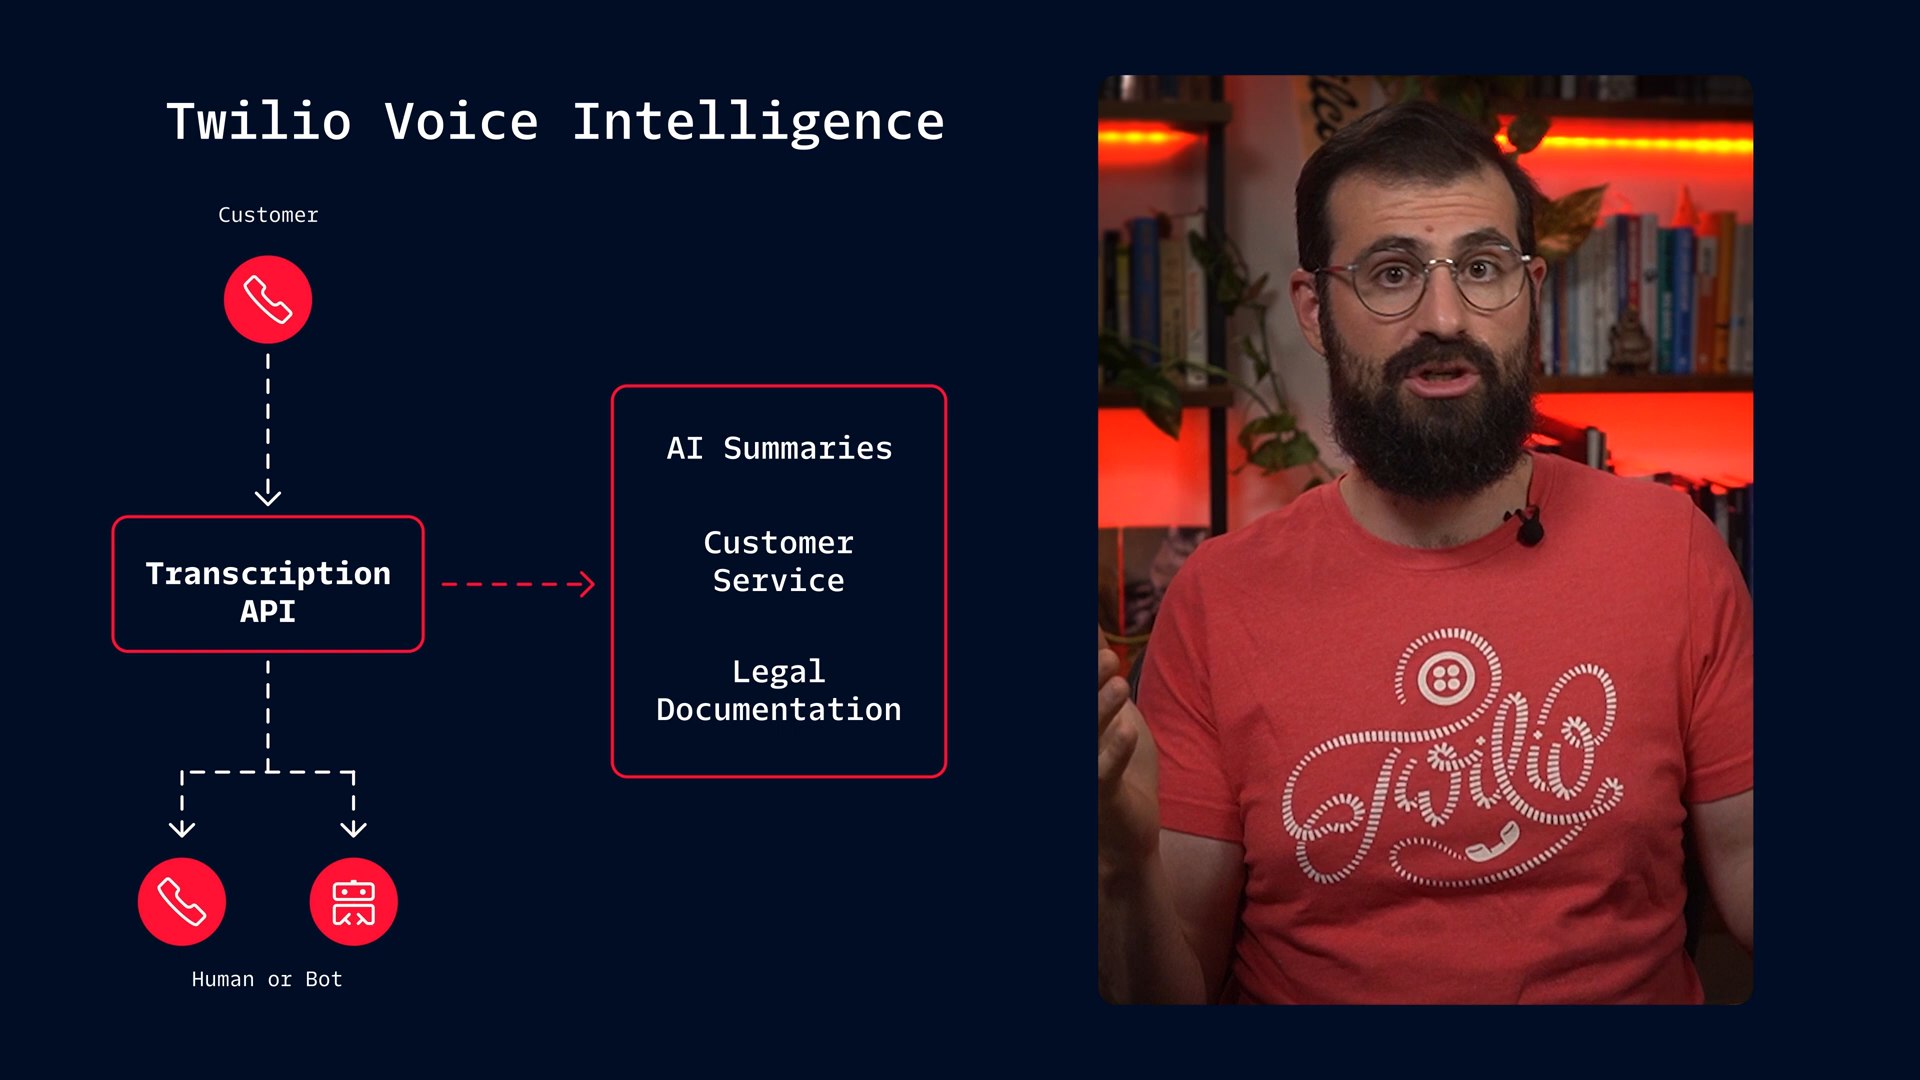 Twilio Voice Intelligence
Customer
Transcription
API
AI Summaries
Customer
Service
Legal
Documentation
Human or Bot
Twilio